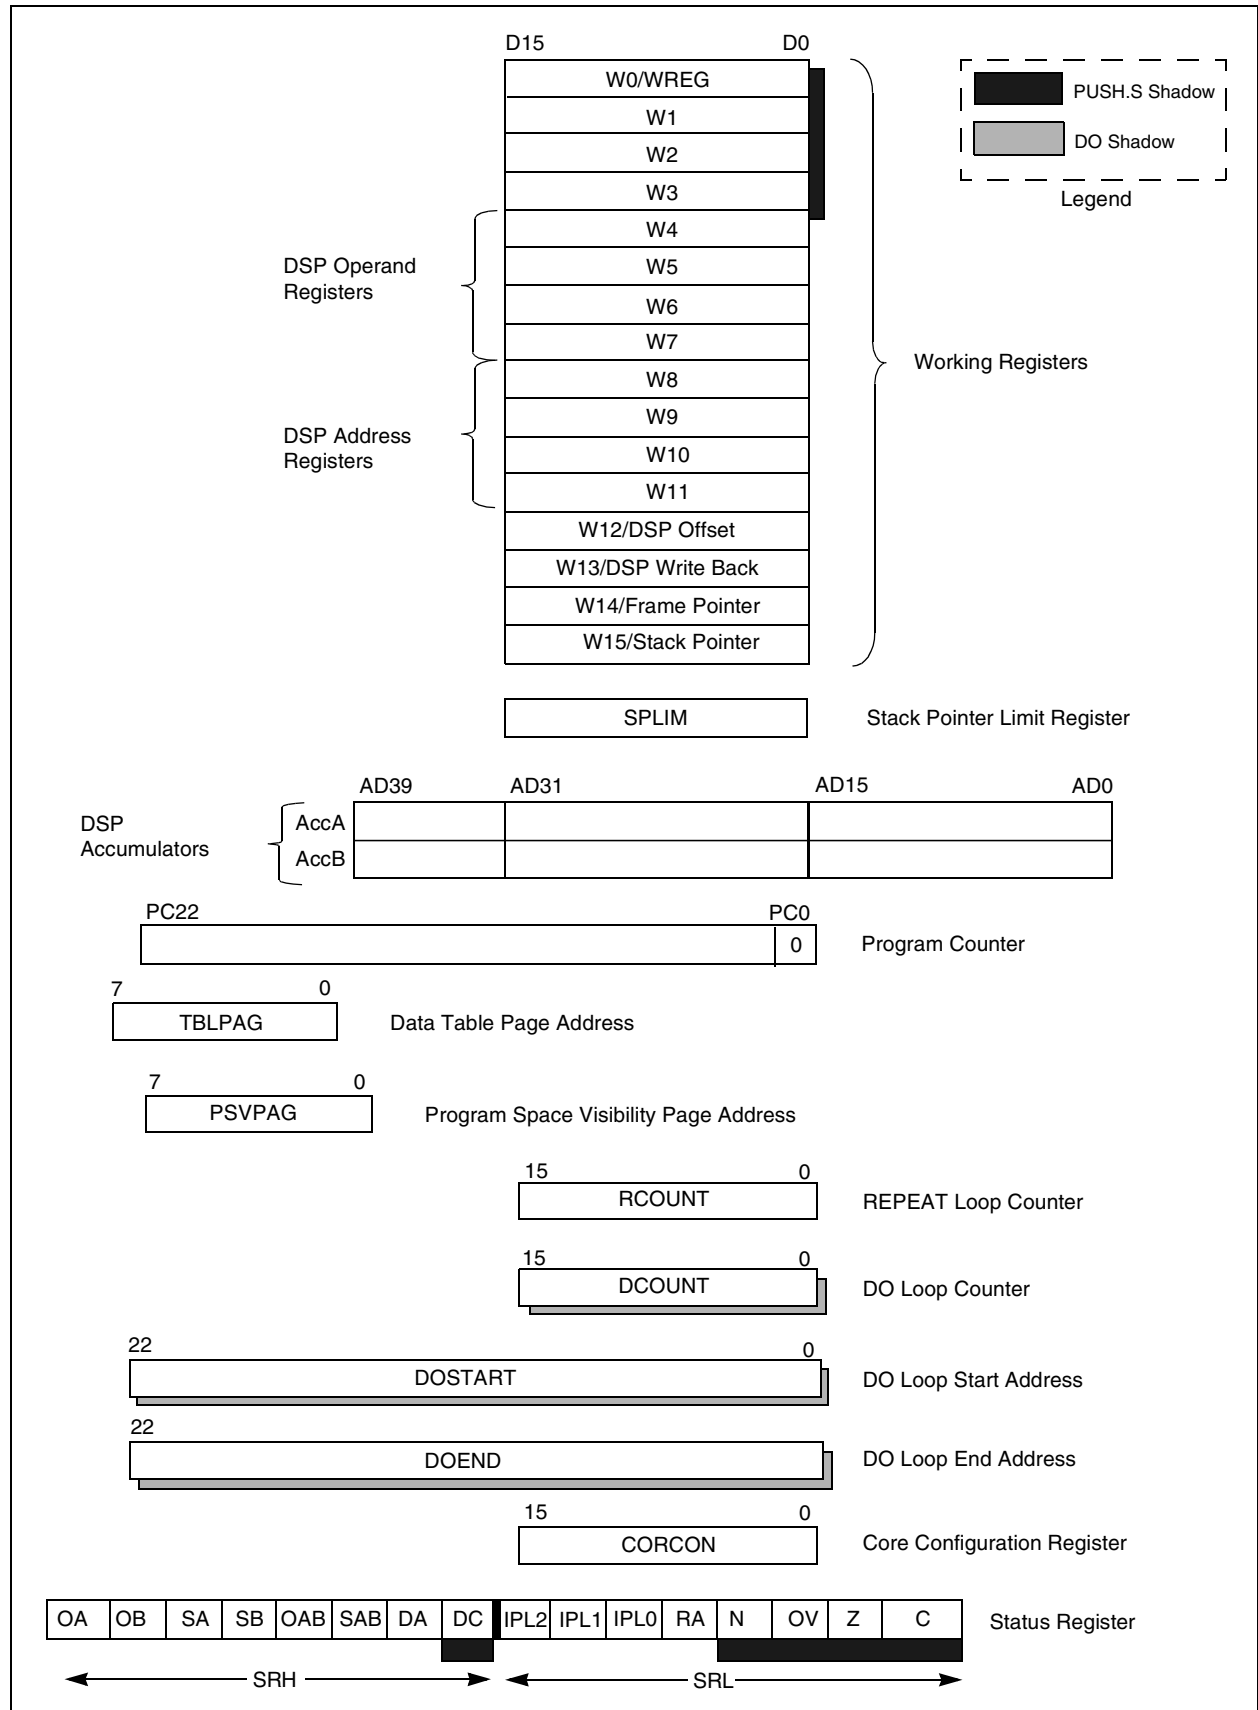 D15 D0
W0/WREG
W1
W2
W3
W4
W5
W6
W7
W8
W9
W10
W11
W12/DSP Offset
W13/DSP Write Back
W14/Frame Pointer
W15/Stack Pointer
PUSH.S Shadow
DO Shadow
Legend
DSP Operand
Registers
DSP Address
Registers
Working Registers
SPLIM Stack Pointer Limit Register
AD39 AD31 AD15 AD0
DSP
Accumulators
AccA
AccB
PC22 PC0
0 Program Counter
7 0
TBLPAG Data Table Page Address
7 0
PSVPAG Program Space Visibility Page Address
15 0
RCOUNT REPEAT Loop Counter
15 0
DCOUNT DO Loop Counter
22 0
DOSTART DO Loop Start Address
22
DOEND DO Loop End Address
15 0
CORCON Core Configuration Register
OA OB SA SB OAB SAB DA DC IPL2 IPL1 IPL0 RA N OV Z C Status Register
SRH SRL